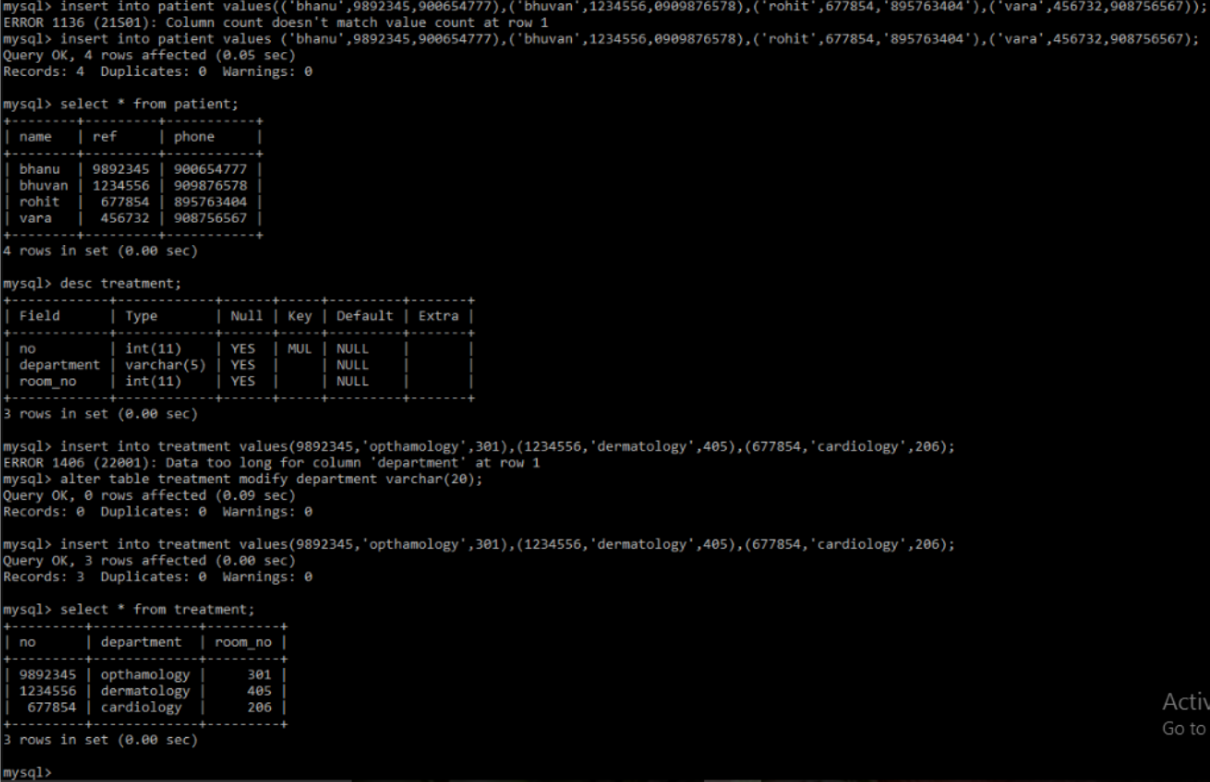 mysql> insert into patient values(('bhanu',9892345,900654777),('bhuvan',1234556,0909876578),('rohit',677854,'895763404'),('vara',456732,908756567));
ERROR 1136 (21S01): Column count doesn't match value count at row 1
mysql> insert into patient values ('bhanu',9892345,900654777),('bhuvan',1234556,0909876578),('rohit',677854,'895763404'),('vara',456732,908756567);
Query OK, 4 rows affected (0.05 sec)
Records: 4  Duplicates: 0  Warnings: 0

mysql> select * from patient;
+--------+---------+-----------+
| name   | ref     | phone     |
+--------+---------+-----------+
| bhanu  | 9892345 | 900654777 |
| bhuvan | 1234556 | 909876578 |
| rohit  |  677854 | 895763404 |
| vara   |  456732 | 908756567 |
+--------+---------+-----------+
4 rows in set (0.00 sec)

mysql> desc treatment;
+------------+------------+------+-----+---------+-------+
| Field      | Type       | Null | Key | Default | Extra |
+------------+------------+------+-----+---------+-------+
| no         | int(11)    | YES  | MUL | NULL    |       |
| department | varchar(5) | YES  |     | NULL    |       |
| room_no    | int(11)    | YES  |     | NULL    |       |
+------------+------------+------+-----+---------+-------+
3 rows in set (0.00 sec)

mysql> insert into treatment values(9892345,'opthamology',301),(1234556,'dermatology',405),(677854,'cardiology',206);
ERROR 1406 (22001): Data too long for column 'department' at row 1
mysql> alter table treatment modify department varchar(20);
Query OK, 0 rows affected (0.09 sec)
Records: 0  Duplicates: 0  Warnings: 0

mysql> insert into treatment values(9892345,'opthamology',301),(1234556,'dermatology',405),(677854,'cardiology',206);
Query OK, 3 rows affected (0.00 sec)
Records: 3  Duplicates: 0  Warnings: 0

mysql> select * from treatment;
+---------+-------------+---------+
| no      | department  | room_no |
+---------+-------------+---------+
| 9892345 | opthamology |     301 |
| 1234556 | dermatology |     405 |
|  677854 | cardiology  |     206 |
+---------+-------------+---------+
3 rows in set (0.00 sec)

mysql>
Activ
Go to